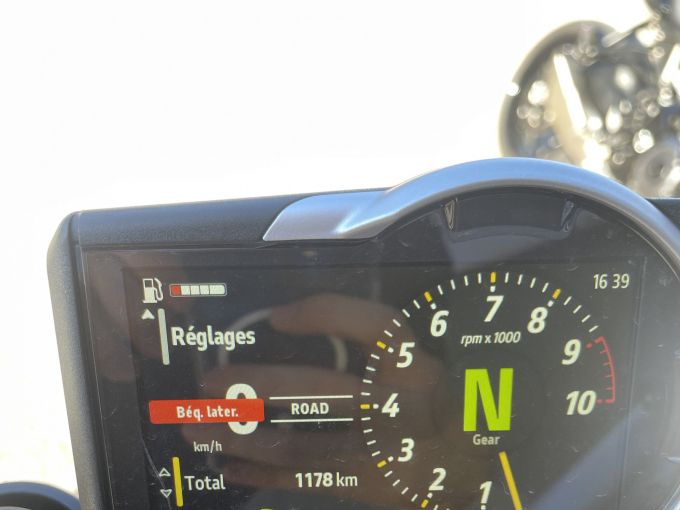 16 39
Réglages
0
Béq. later.
ROAD
km/h
Total
1178 km
1
2
3
4
5
6
7
8
9
10
rpm x 1000
N
Gear